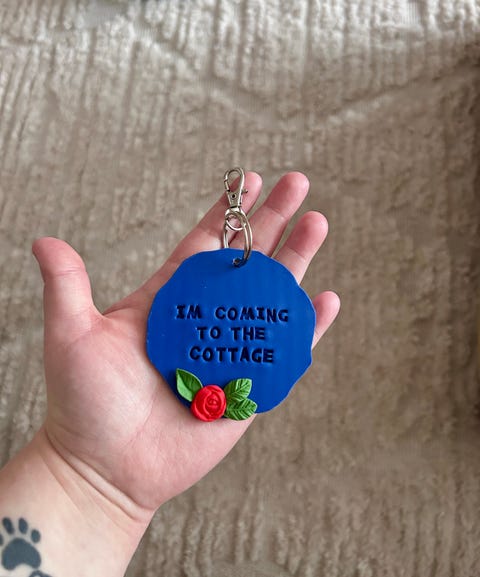 IM COMING
TO THE
COTTAGE